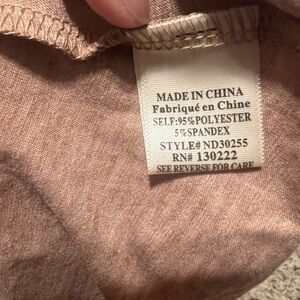 MADE IN CHINA
Fabriqué en Chine
SELF:95%POLYESTER
5%SPANDEX
STYLE# ND30255
RN# 130222
SEE REVERSE FOR CARE